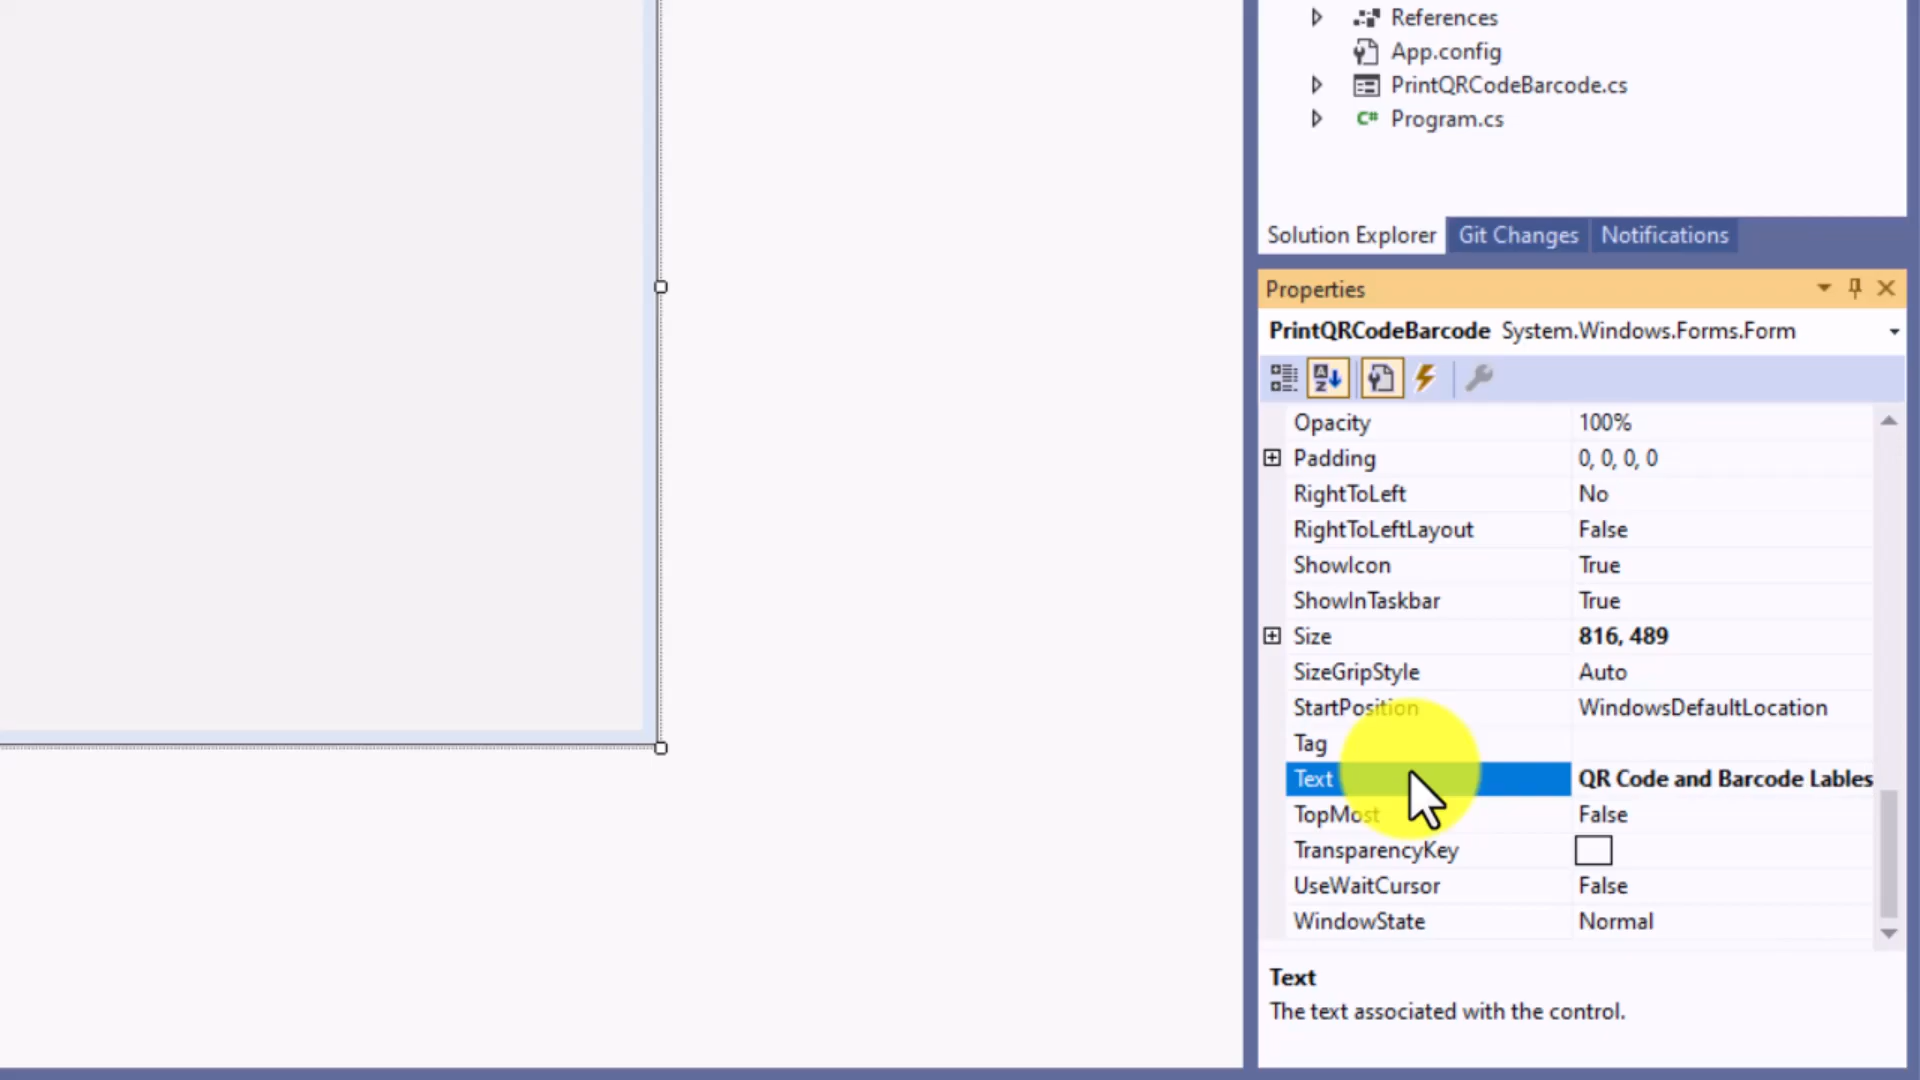 References
App.config
PrintQRCodeBarcode.cs
C# Program.cs
Solution Explorer Git Changes Notifications
Properties
PrintQRCodeBarcode System.Windows.Forms.Form
Opacity 100%
Padding 0, 0, 0, 0
RightToLeft No
RightToLeftLayout False
ShowIcon True
ShowInTaskbar True
Size 816, 489
SizeGripStyle Auto
StartPosition WindowsDefaultLocation
Tag
Text QR Code and Barcode Lables
TopMost False
TransparencyKey
UseWaitCursor False
WindowState Normal
Text
The text associated with the control.